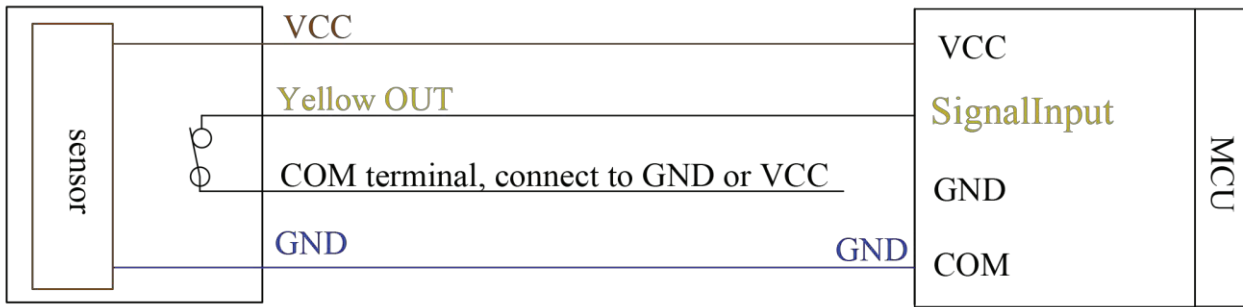 sensor
VCC
Yellow OUT
COM terminal, connect to GND or VCC
GND
GND
VCC
SignalInput
GND
COM
MCU